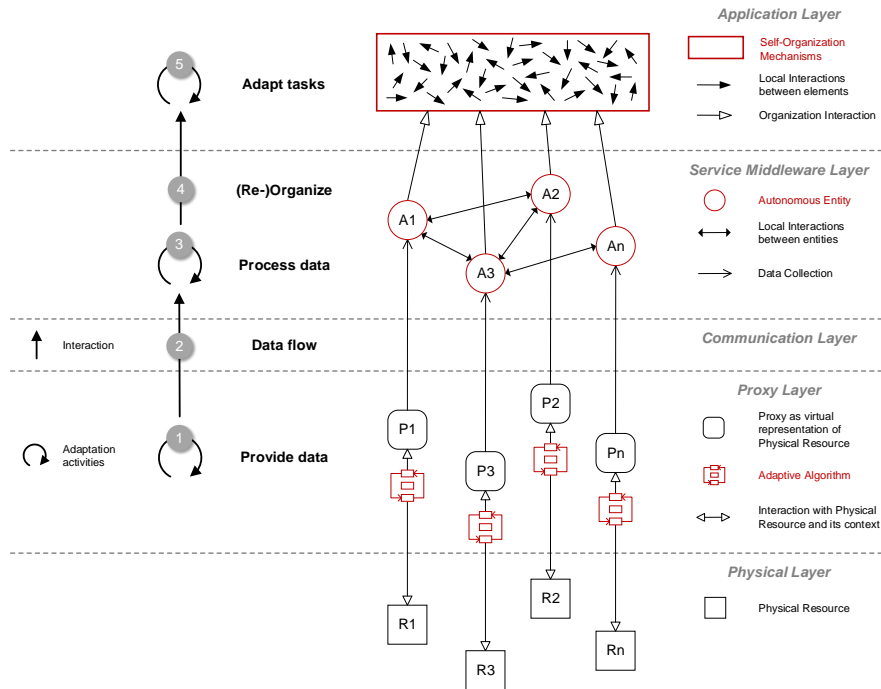 Application Layer
5
Adapt tasks
Self-Organization
Mechanisms
Local Interactions
between elements
Organization Interaction
Service Middleware Layer
4
(Re-)Organize
A1
A2
Autonomous Entity
3
Process data
A3
An
Local Interactions
between entities
Data Collection
Interaction
2
Data flow
Communication Layer
Proxy Layer
Adaptation
activities
1
Provide data
P1
P3
P2
Pn
Proxy as virtual
representation of
Physical Resource
Adaptive Algorithm
Interaction with Physical
Resource and its context
Physical Layer
R1
R3
R2
Rn
Physical Resource